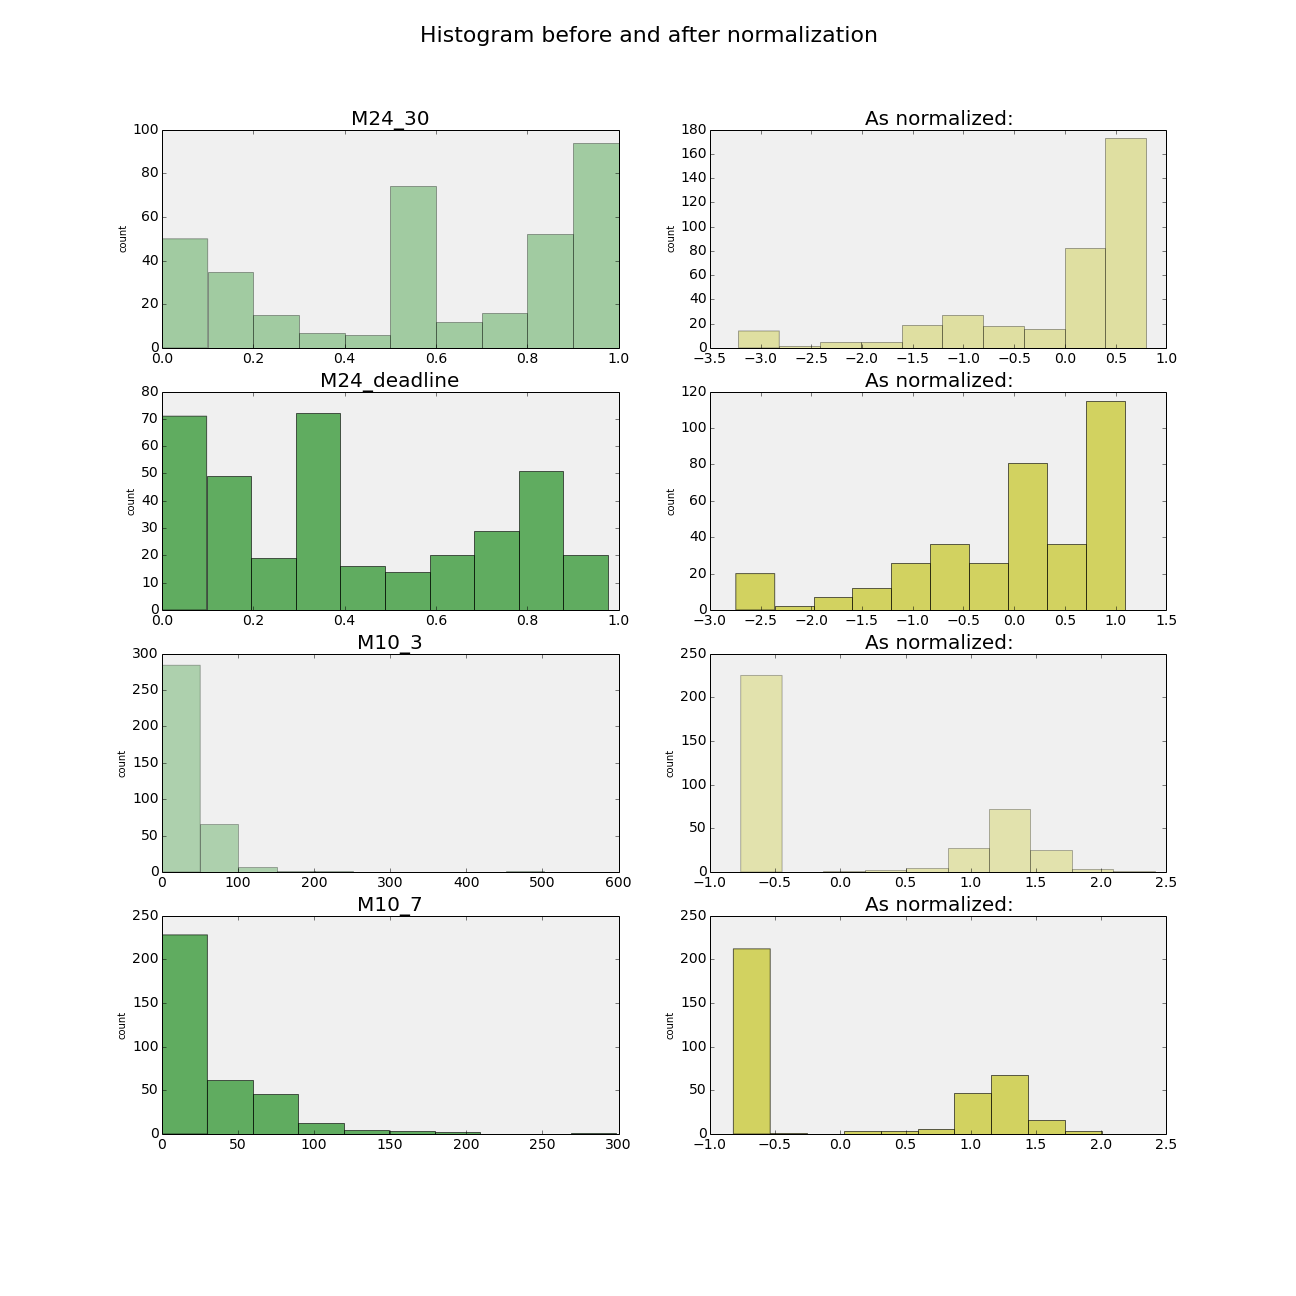 Histogram before and after normalization
M24_30
As normalized:
count
100
80
60
40
20
0
0.0 0.2 0.4 0.6 0.8 1.0
count
180
160
140
120
100
80
60
40
20
0
−3.5 −3.0 −2.5 −2.0 −1.5 −1.0 −0.5 0.0 0.5 1.0
M24_deadline
As normalized:
count
80
70
60
50
40
30
20
10
0
0.0 0.2 0.4 0.6 0.8 1.0
count
120
100
80
60
40
20
0
−3.0 −2.5 −2.0 −1.5 −1.0 −0.5 0.0 0.5 1.0 1.5
M10_3
As normalized:
count
300
250
200
150
100
50
0
0 100 200 300 400 500 600
count
250
200
150
100
50
0
−1.0 −0.5 0.0 0.5 1.0 1.5 2.0 2.5
M10_7
As normalized:
count
250
200
150
100
50
0
0 50 100 150 200 250 300
count
250
200
150
100
50
0
−1.0 −0.5 0.0 0.5 1.0 1.5 2.0 2.5